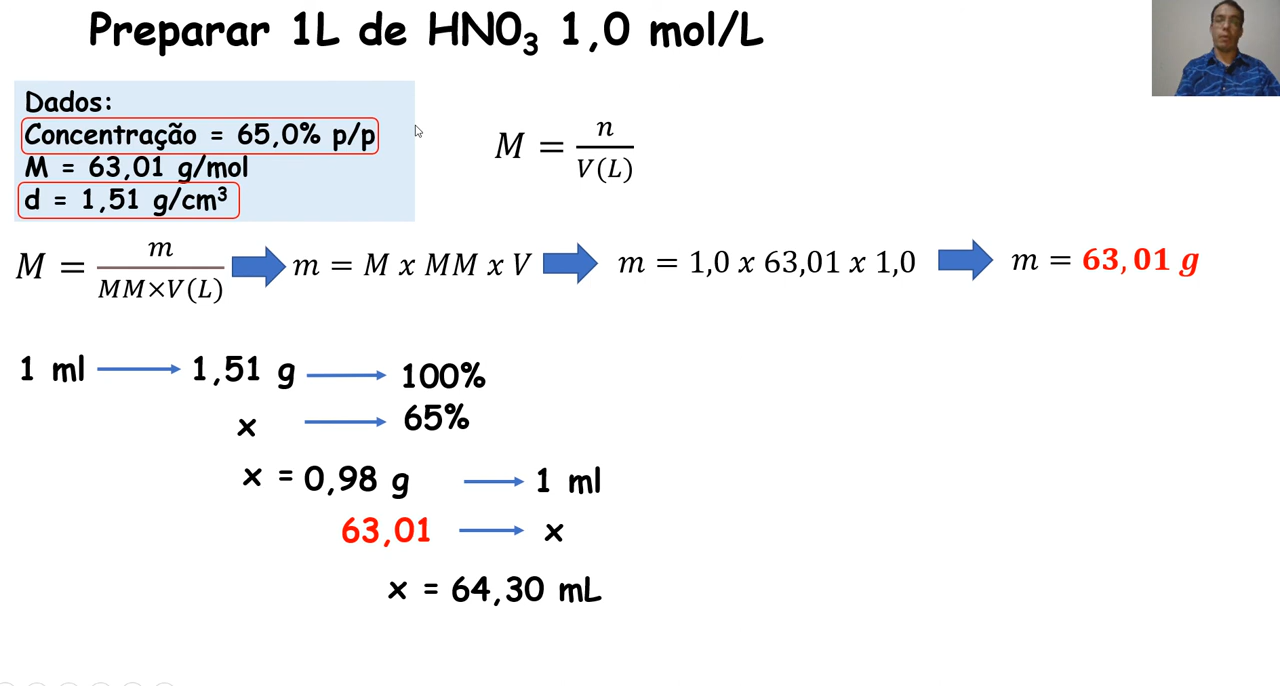 Preparar 1L de HNO₃ 1,0 mol/L
Dados:
Concentração = 65,0% p/p
M = 63,01 g/mol
d = 1,51 g/cm³
M = n / V(L)
M = m / MM×V(L)
m = M x MM x V
m = 1,0 x 63,01 x 1,0
m = 63,01 g
1 ml → 1,51 g → 100%
x → 65%
x = 0,98 g → 1 ml
63,01 → x
x = 64,30 mL